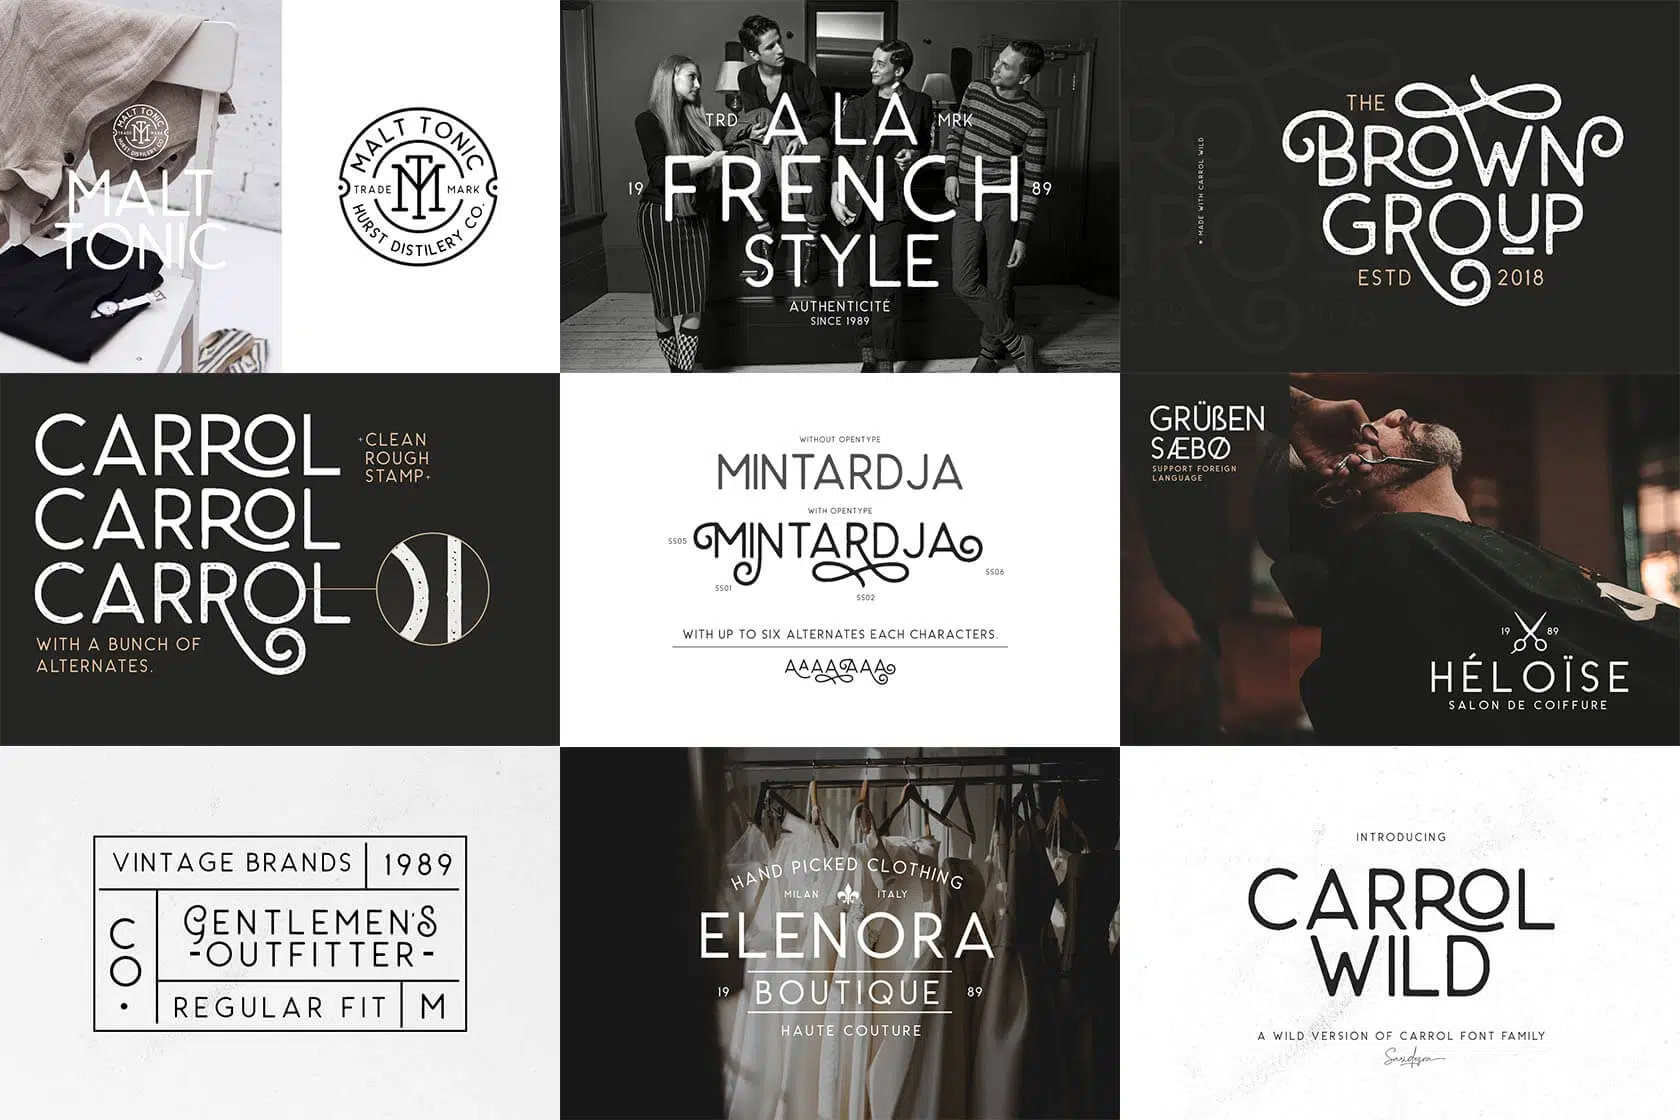 MALT TONIC
TRADE MARK
HURST DISTILERY CO.
MALT
TONIC
MALT TONIC
TRADE MARK
HURST DISTILERY CO.
TRD A LA MRK
19 FRENCH 89
STYLE
AUTHENTICITÉ
SINCE 1989
THE
BROWN
GROUP
ESTD 2018
★ MADE WITH CARROL WILD
CARROL
CARROL
CARROL
+CLEAN
ROUGH
STAMP+
WITH A BUNCH OF
ALTERNATES.
WITHOUT OPENTYPE
MINTARDJA
WITH OPENTYPE
SS05 MINTARDJA SS06
SS01 SS02
WITH UP TO SIX ALTERNATES EACH CHARACTERS.
AAAAAAA
GRÜßEN
SÆBØ
SUPPORT FOREIGN
LANGUAGE
19 89
HÉLOÏSE
SALON DE COIFFURE
VINTAGE BRANDS 1989
CO.
GENTLEMEN'S
-OUTFITTER-
REGULAR FIT M
HAND PICKED CLOTHING
MILAN ITALY
ELENORA
19 BOUTIQUE 89
HAUTE COUTURE
INTRODUCING
CARROL
WILD
A WILD VERSION OF CARROL FONT FAMILY